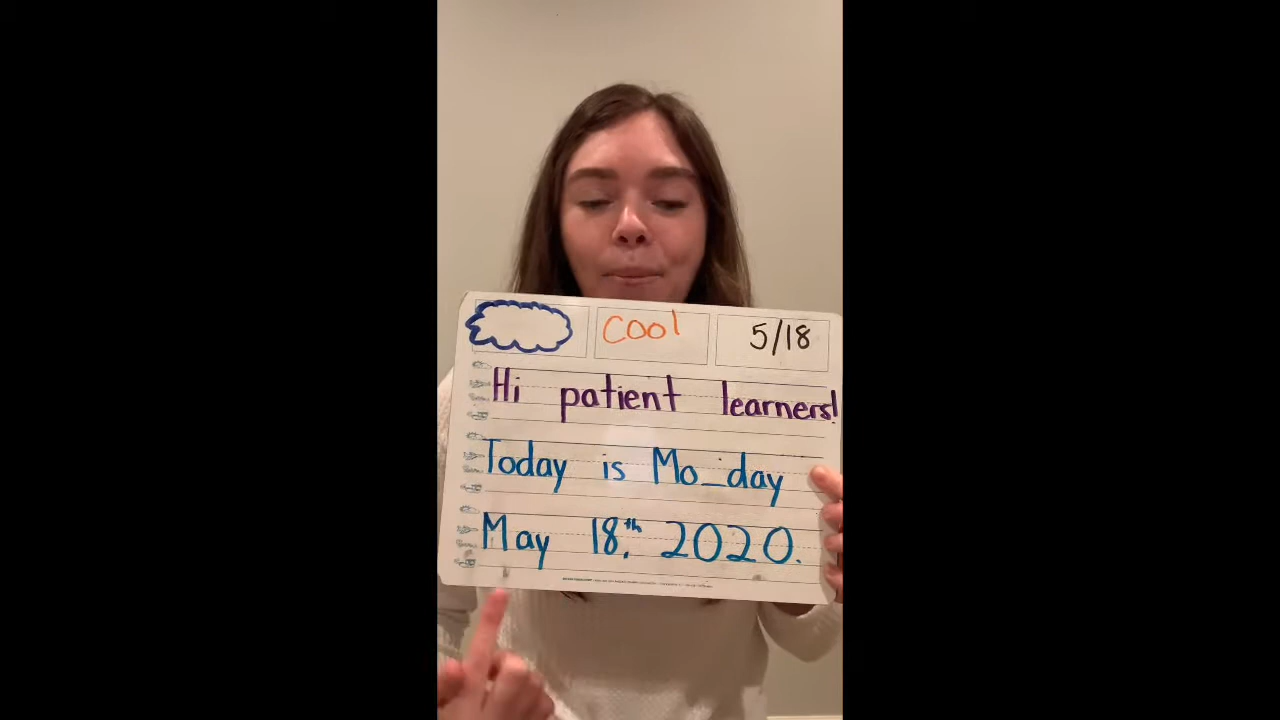 cool 5/18
Hi patient learners!
Today is Mo_day
May 18th, 2020.